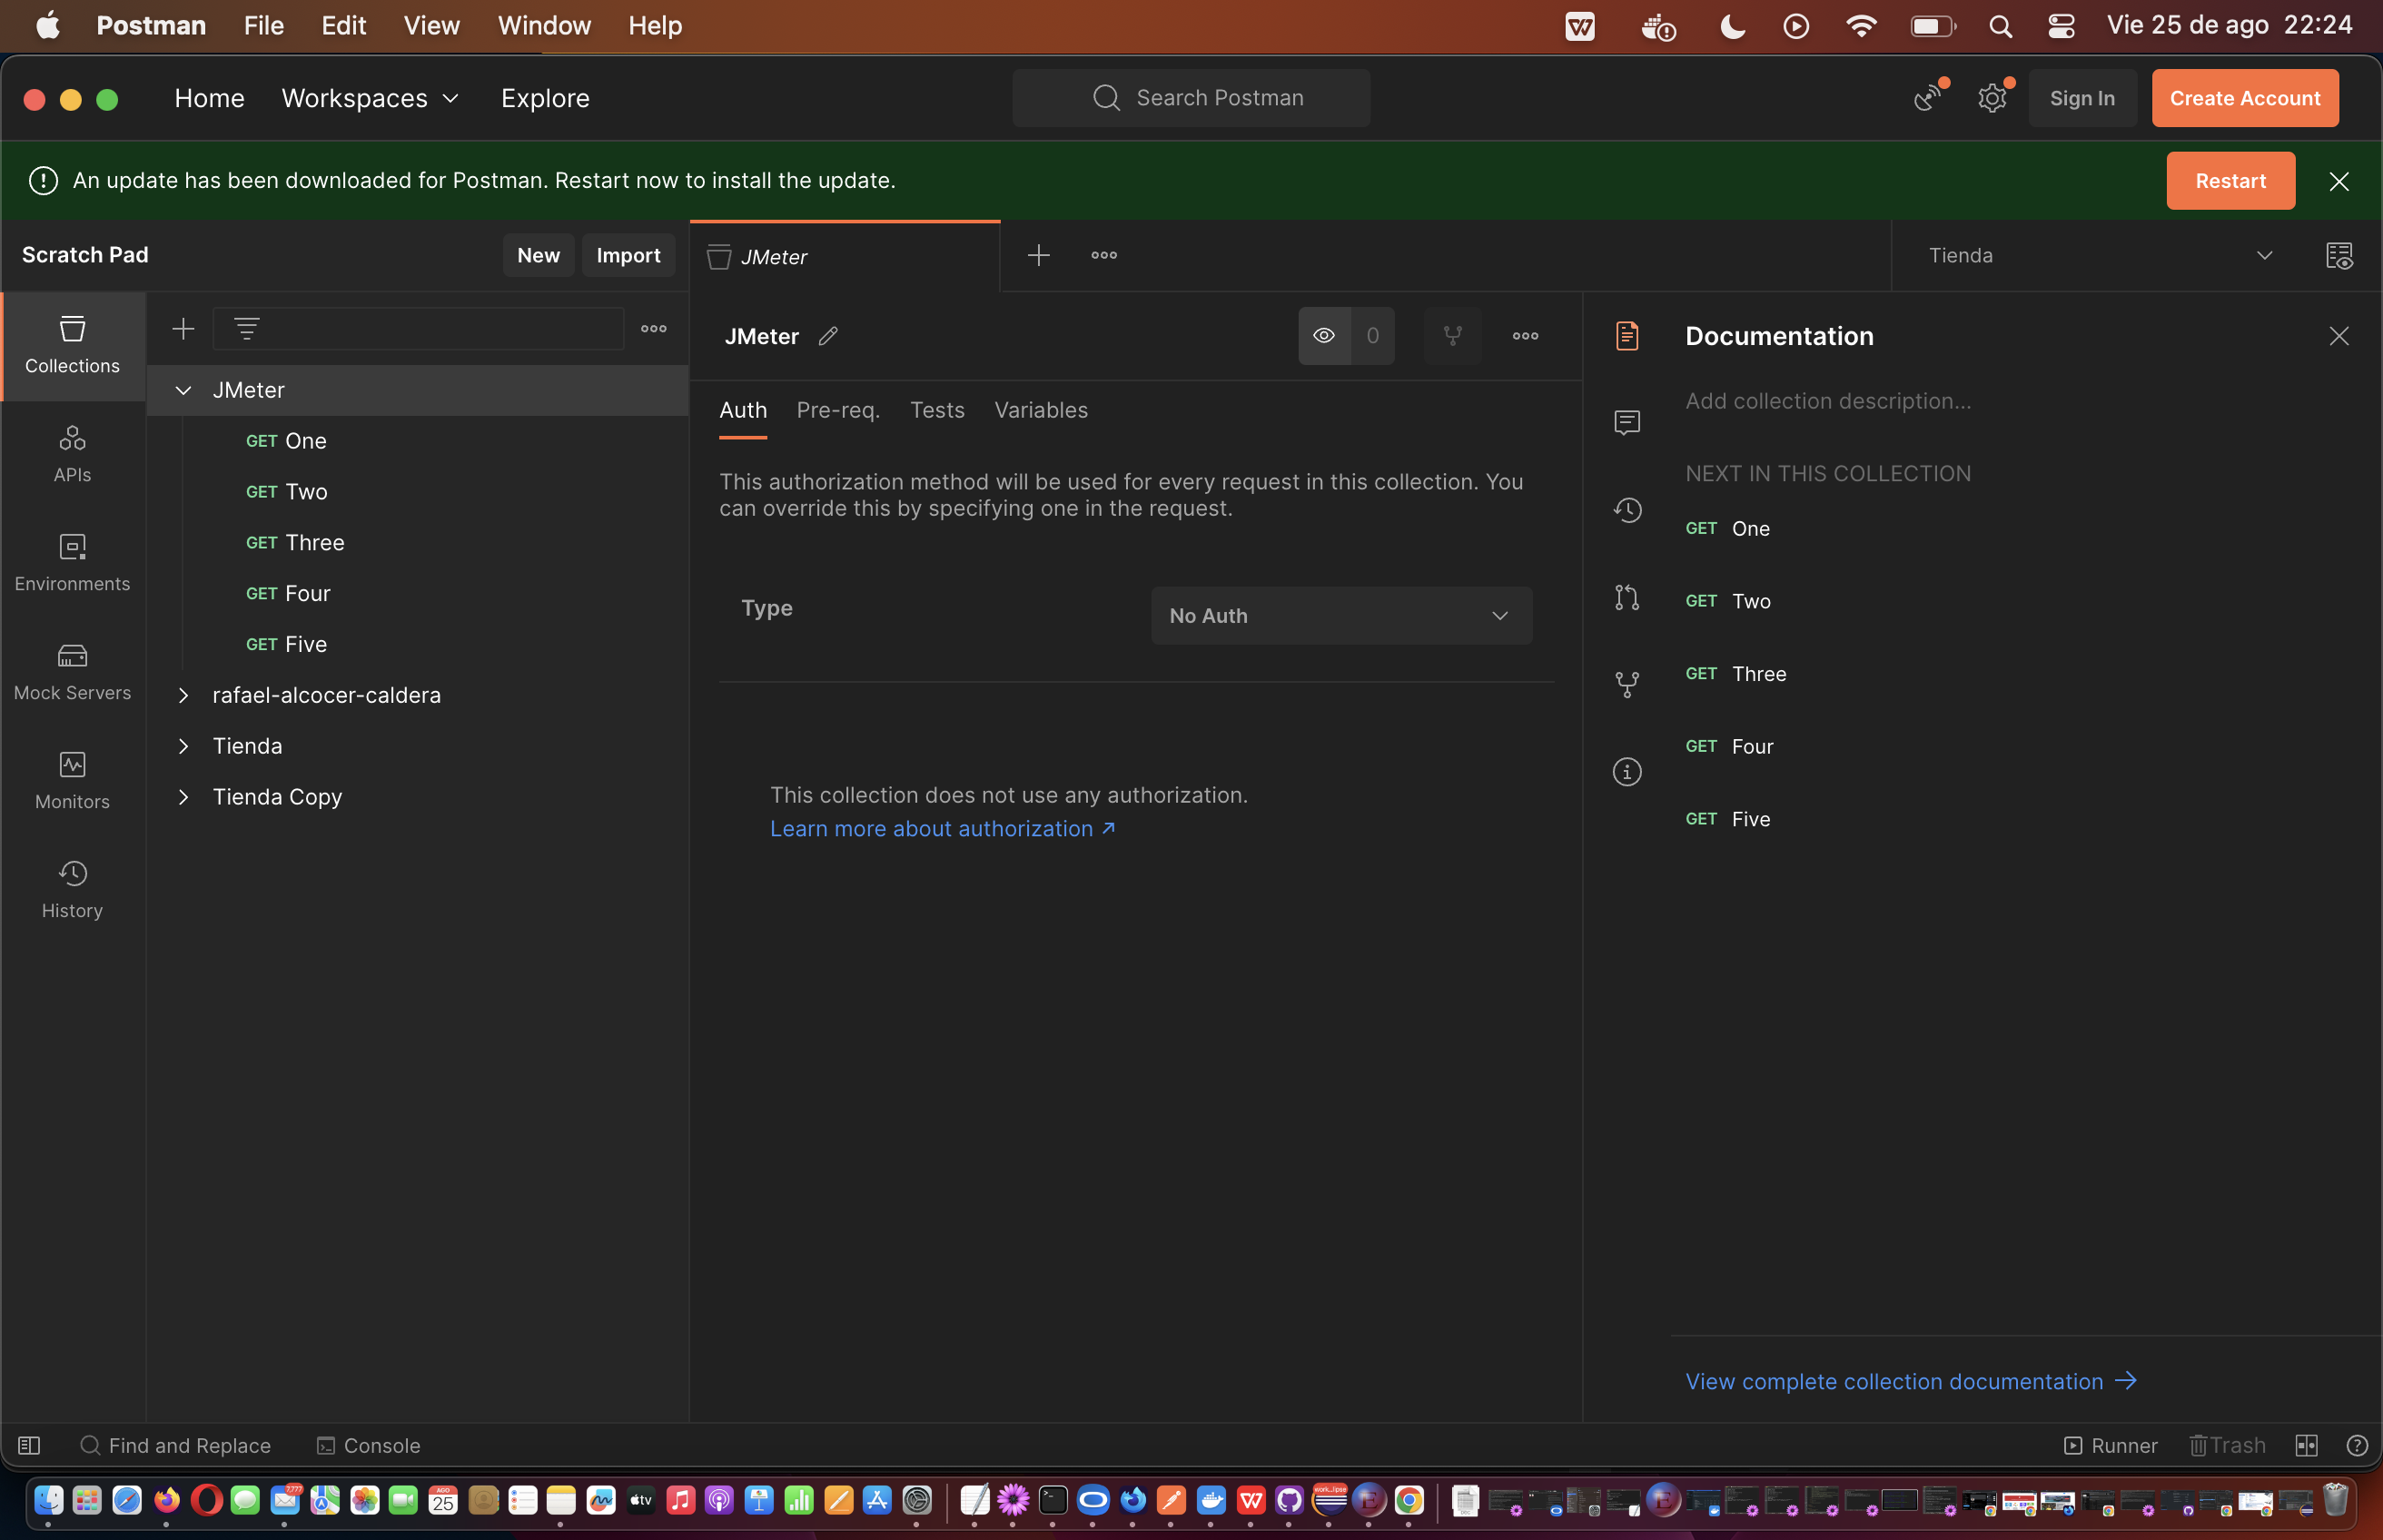 Postman File Edit View Window Help Vie 25 de ago 22:24
Home Workspaces Explore Search Postman Sign In Create Account
An update has been downloaded for Postman. Restart now to install the update. Restart
Scratch Pad New Import JMeter Tienda
Collections
APIs
Environments
Mock Servers
Monitors
History
JMeter
GET One
GET Two
GET Three
GET Four
GET Five
rafael-alcocer-caldera
Tienda
Tienda Copy
JMeter 0
Auth Pre-req. Tests Variables
This authorization method will be used for every request in this collection. You
can override this by specifying one in the request.
Type No Auth
This collection does not use any authorization.
Learn more about authorization ↗
Documentation
Add collection description...
NEXT IN THIS COLLECTION
GET One
GET Two
GET Three
GET Four
GET Five
View complete collection documentation →
Find and Replace Console Runner Trash
7,777 AGO 25 tv